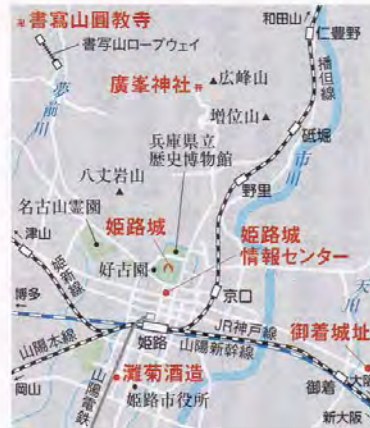 卍書寫山圓教寺
和田山
仁豊野
書写山ロープウェイ
播但線
夢前川
廣峯神社
広峰山
増位山
砥堀
兵庫県立
歴史博物館
市川
八丈岩山
野里
名古山霊園
津山
姫路城
姫路城
情報センター
姫新線
好古園
天川
博多
京口
JR神戸線
御着城址
山陽本線
姫路
山陽新幹線
岡山
山陽電鉄
灘菊酒造
姫路市役所
御着
大阪
新大阪